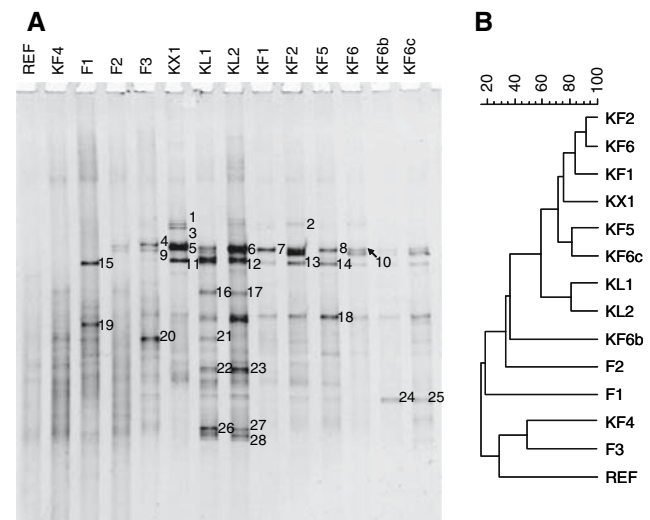 A
REF KF4 F1 F2 F3 KX1 KL1 KL2 KF1 KF2 KF5 KF6 KF6b KF6c
1
2
3
4 5 6 7 8
9 10
15 11 12 13 14
16 17
18
19
20 21
22 23
24 25
26 27
28
B
20 40 60 80 100
KF2
KF6
KF1
KX1
KF5
KF6c
KL1
KL2
KF6b
F2
F1
KF4
F3
REF